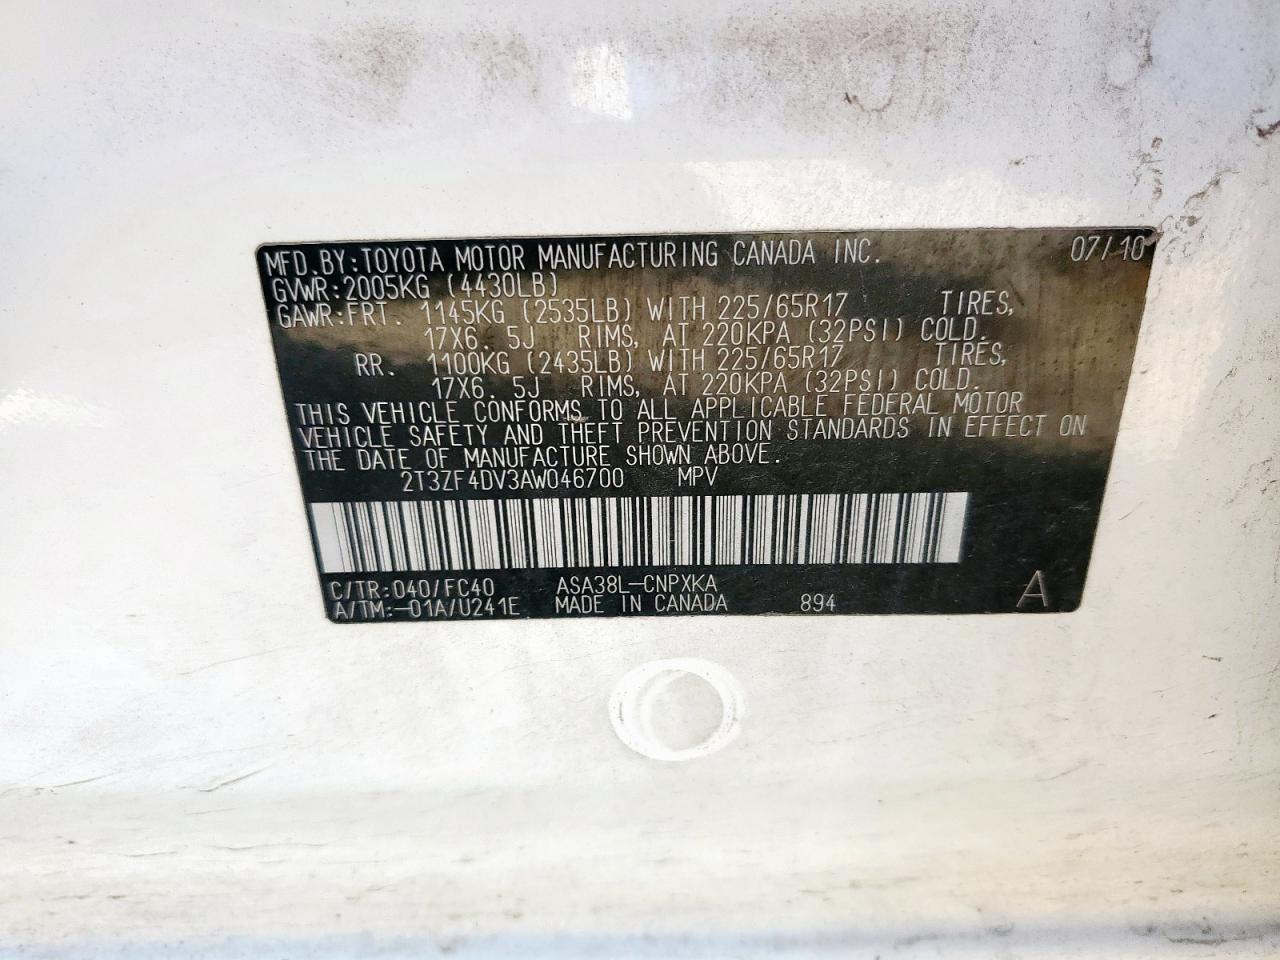 MFD.BY:TOYOTA MOTOR MANUFACTURING CANADA INC. 07/10
GVWR:2005KG (4430LB)
GAWR:FRT. 1145KG (2535LB) WITH 225/65R17 TIRES,
17X6. 5J RIMS, AT 220KPA (32PSI) COLD.
RR. 1100KG (2435LB) WITH 225/65R17 TIRES,
17X6. 5J RIMS, AT 220KPA (32PSI) COLD.
THIS VEHICLE CONFORMS TO ALL APPLICABLE FEDERAL MOTOR
VEHICLE SAFETY AND THEFT PREVENTION STANDARDS IN EFFECT ON
THE DATE OF MANUFACTURE SHOWN ABOVE.
2T3ZF4DV3AW046700 MPV
C/TR:040/FC40 ASA38L-CNPXKA
A/TM:-01A/U241E MADE IN CANADA 894 A